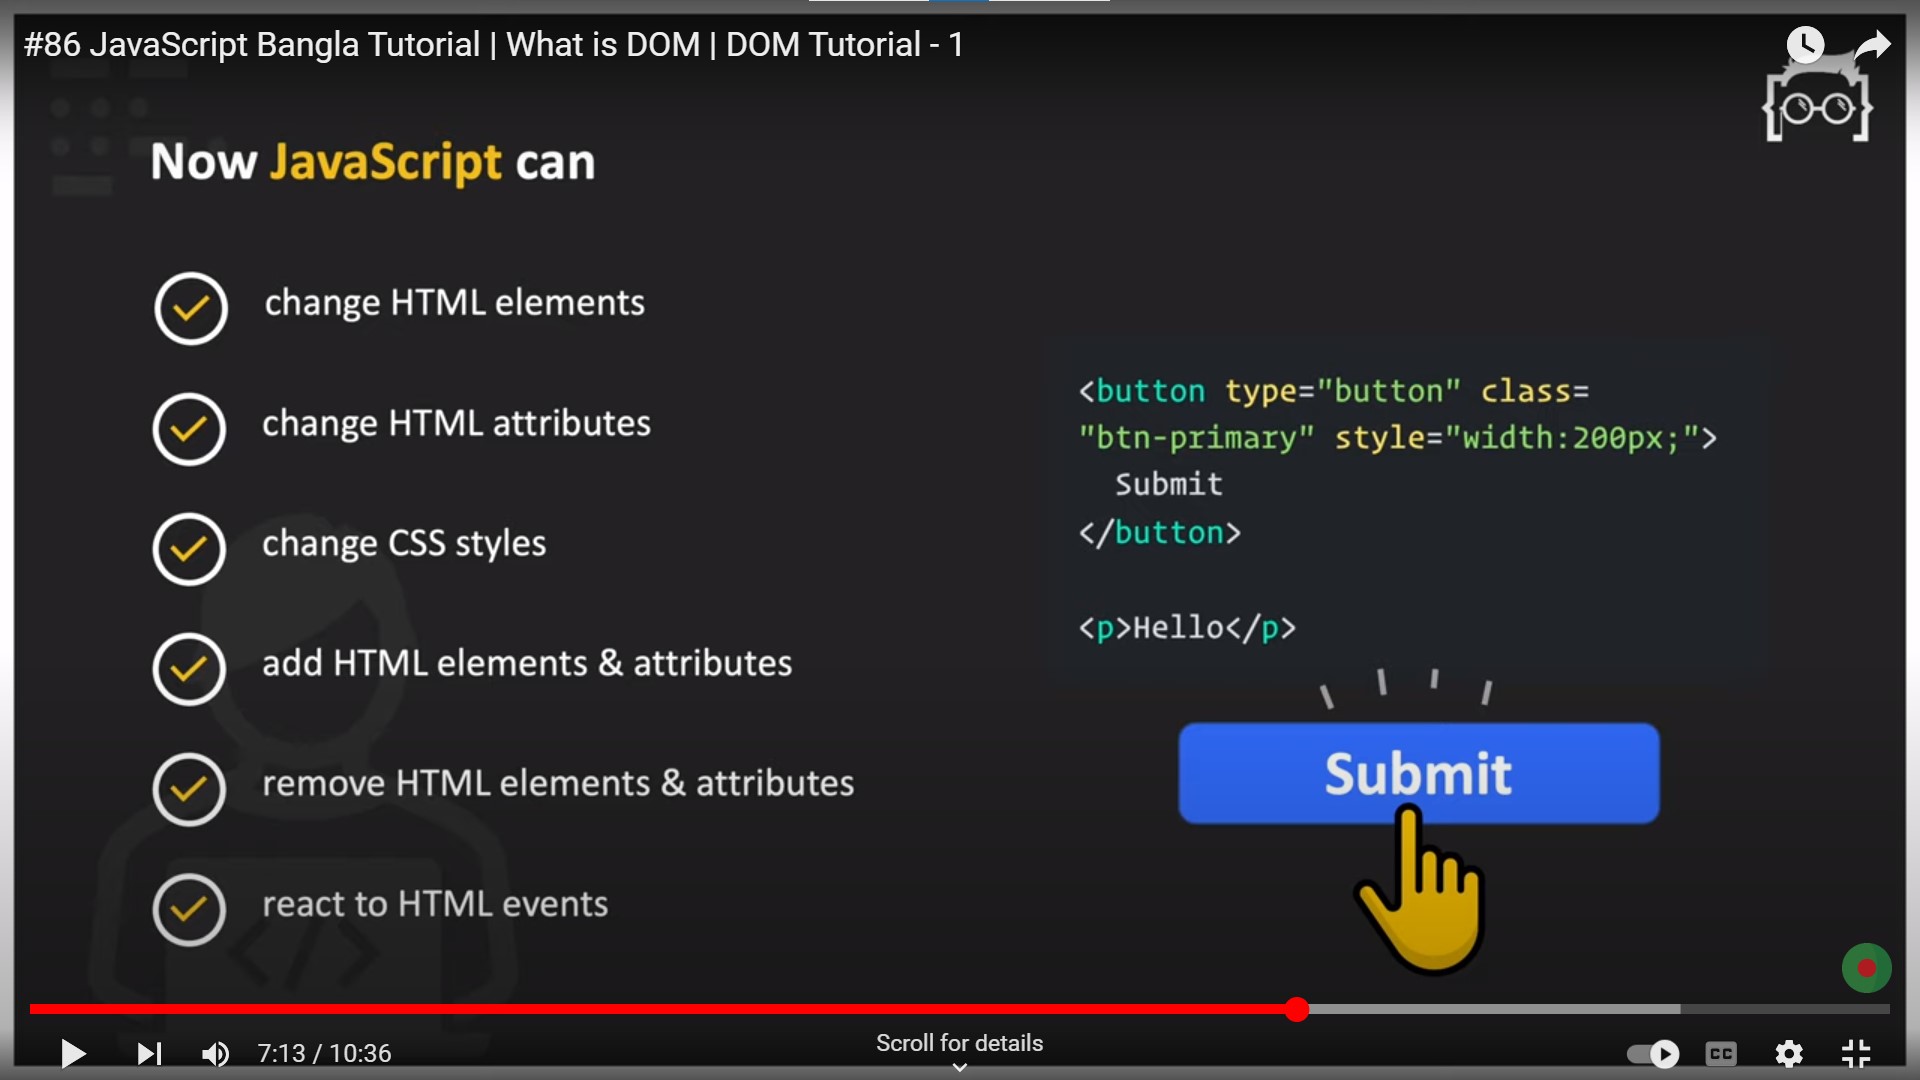 #86 JavaScript Bangla Tutorial | What is DOM | DOM Tutorial - 1
Now JavaScript can
change HTML elements
change HTML attributes
change CSS styles
add HTML elements & attributes
remove HTML elements & attributes
react to HTML events
<button type="button" class=
"btn-primary" style="width:200px;">
Submit
</button>
<p>Hello</p>
Submit
7:13 / 10:36
Scroll for details
CC